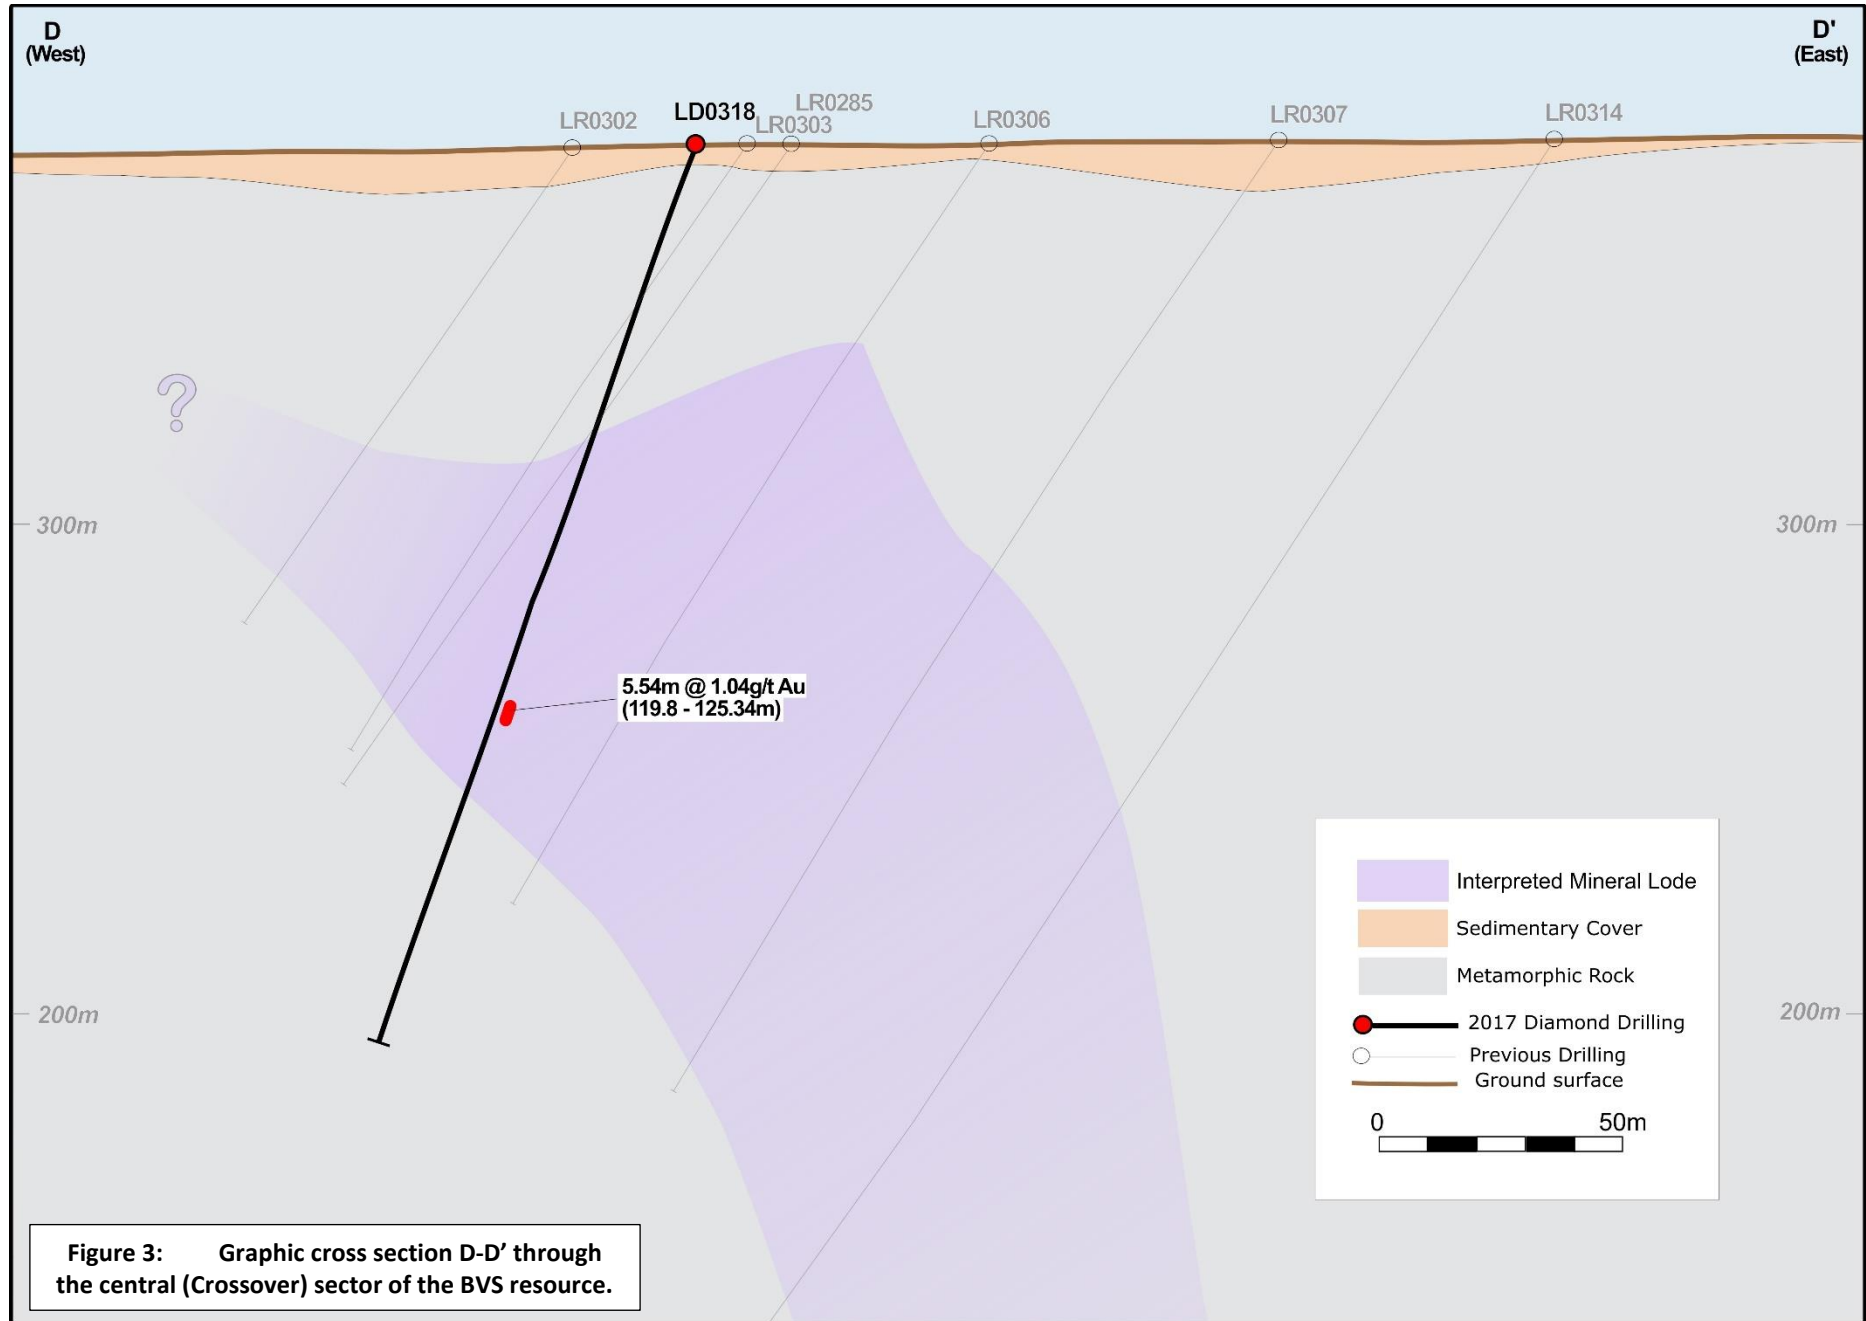 D
(West)
D'
(East)
LR0302
LD0318
LR0303
LR0285
LR0306
LR0307
LR0314
?
300m
300m
5.54m @ 1.04g/t Au
(119.8 - 125.34m)
200m
200m
Interpreted Mineral Lode
Sedimentary Cover
Metamorphic Rock
2017 Diamond Drilling
Previous Drilling
Ground surface
0 50m
Figure 3: Graphic cross section D-D’ through
the central (Crossover) sector of the BVS resource.